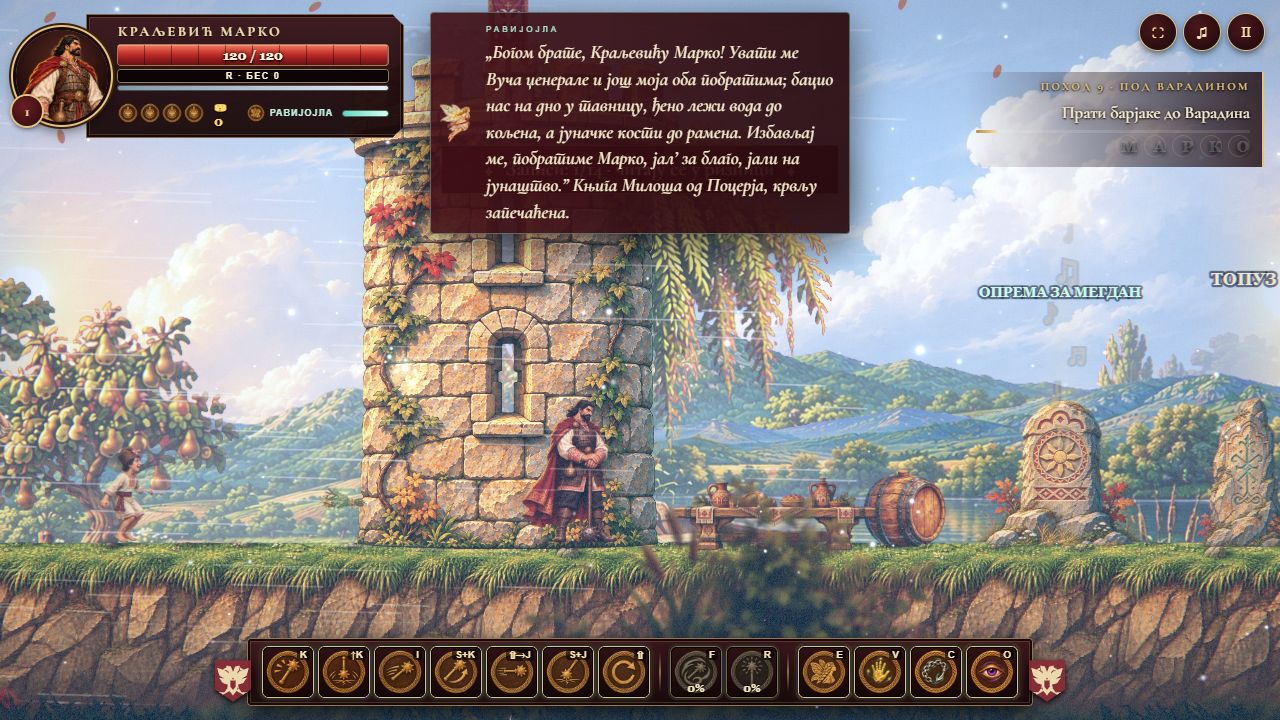 КРАЉЕВИЋ МАРКО
120 / 120
R · БЕС 0
I
0
РАВИЈОЈЛА
РАВИЈОЈЛА
„Богом брате, Краљевићу Марко! Увати ме
Вуча џенерале и још моја оба побратима; бацио
нас на дно у тавницу, ђено лежи вода до
кољена, а јуначке кости до рамена. Избављај
ме, побратиме Марко, јал’ за благо, јали на
јунаштво.” Књига Милоша од Поцерја, крвљу
запечаћена.
II
ПОХОД 9 · ПОД ВАРАДИНОМ
Прати барјаке до Варадина
М А Р К О
ОПРЕМА ЗА МЕГДАН
ТОПУЗ
K
↑K
I
S+K
⇧→J
S+J
⇧
F
0%
R
0%
E
V
C
O